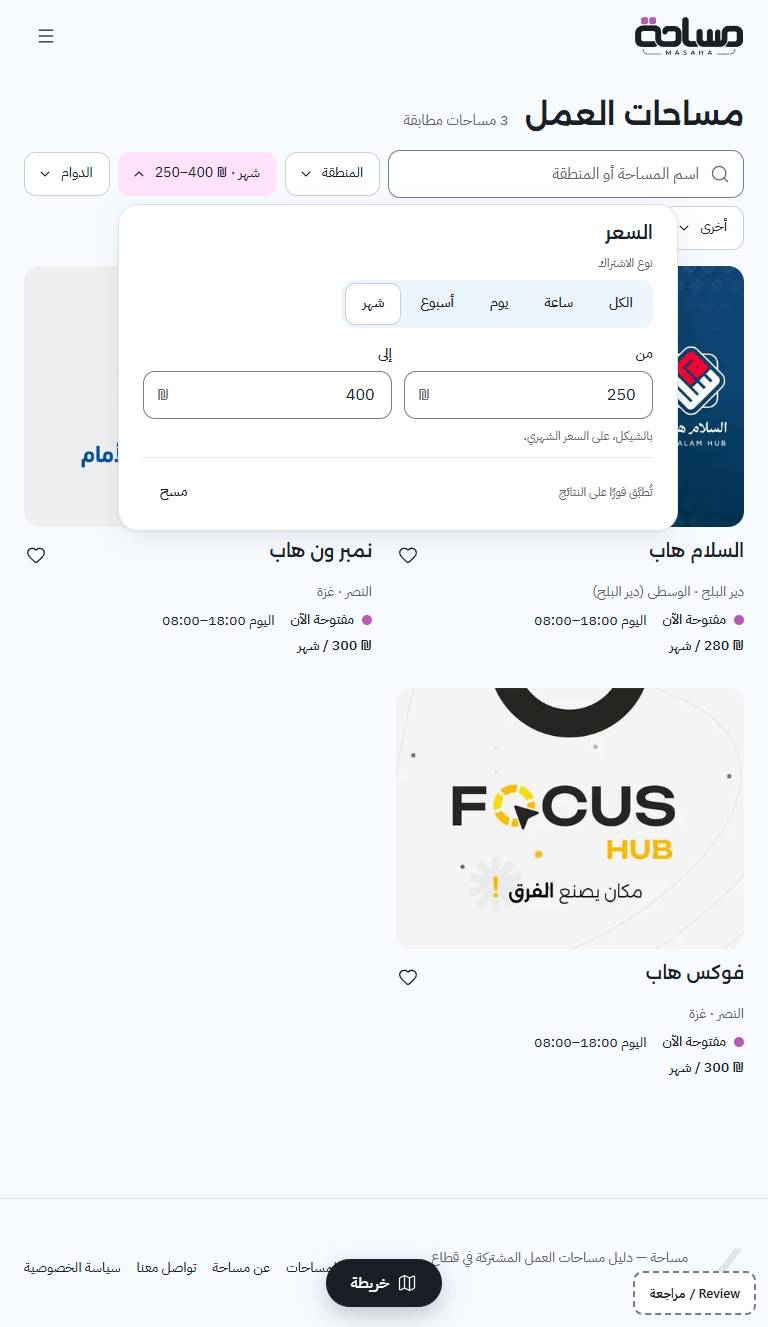 مساحة
MASAHA
مساحات العمل
3 مساحات مطابقة
اسم المساحة أو المنطقة
المنطقة
شهر · ₪ 400–250
الدوام
أخرى
السعر
نوع الاشتراك
الكل
ساعة
يوم
أسبوع
شهر
من
إلى
250 ₪
400 ₪
بالشيكل، على السعر الشهري.
تُطبَّق فورًا على النتائج
مسح
السلام ه
ALAM HUB
السلام هاب
دير البلح · الوسطى (دير البلح)
مفتوحة الآن
اليوم 18:00–08:00
₪ 280 / شهر
نمبر ون هاب
النصر · غزة
مفتوحة الآن
اليوم 18:00–08:00
₪ 300 / شهر
FOCUS
HUB
مكان يصنع الفرق !
فوكس هاب
النصر · غزة
مفتوحة الآن
اليوم 18:00–08:00
₪ 300 / شهر
مساحة — دليل مساحات العمل المشتركة في قطاع
عن مساحة
تواصل معنا
سياسة الخصوصية
خريطة
Review / مراجعة